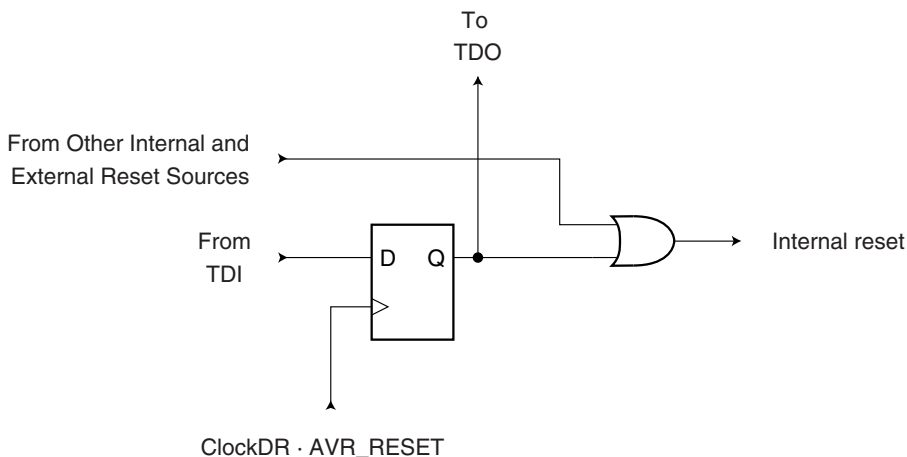 To
TDO
From Other Internal and
External Reset Sources
From
TDI
D Q
Internal reset
ClockDR · AVR_RESET